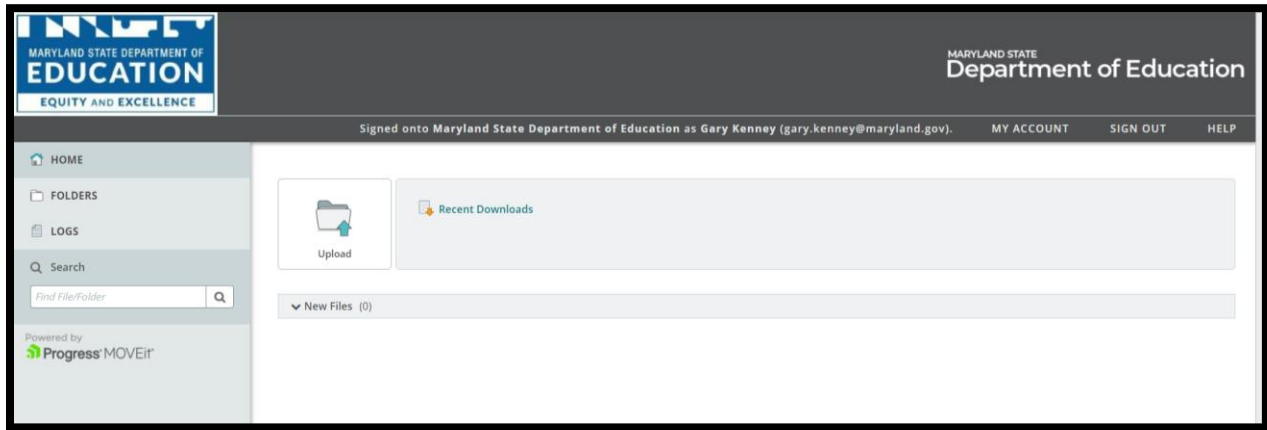 MARYLAND STATE DEPARTMENT OF
EDUCATION
EQUITY AND EXCELLENCE
MARYLAND STATE
Department of Education
Signed onto Maryland State Department of Education as Gary Kenney (gary.kenney@maryland.gov). MY ACCOUNT SIGN OUT HELP
HOME
FOLDERS
LOGS
Search
Find File/Folder
Powered by
Progress MOVEit
Upload
Recent Downloads
New Files (0)